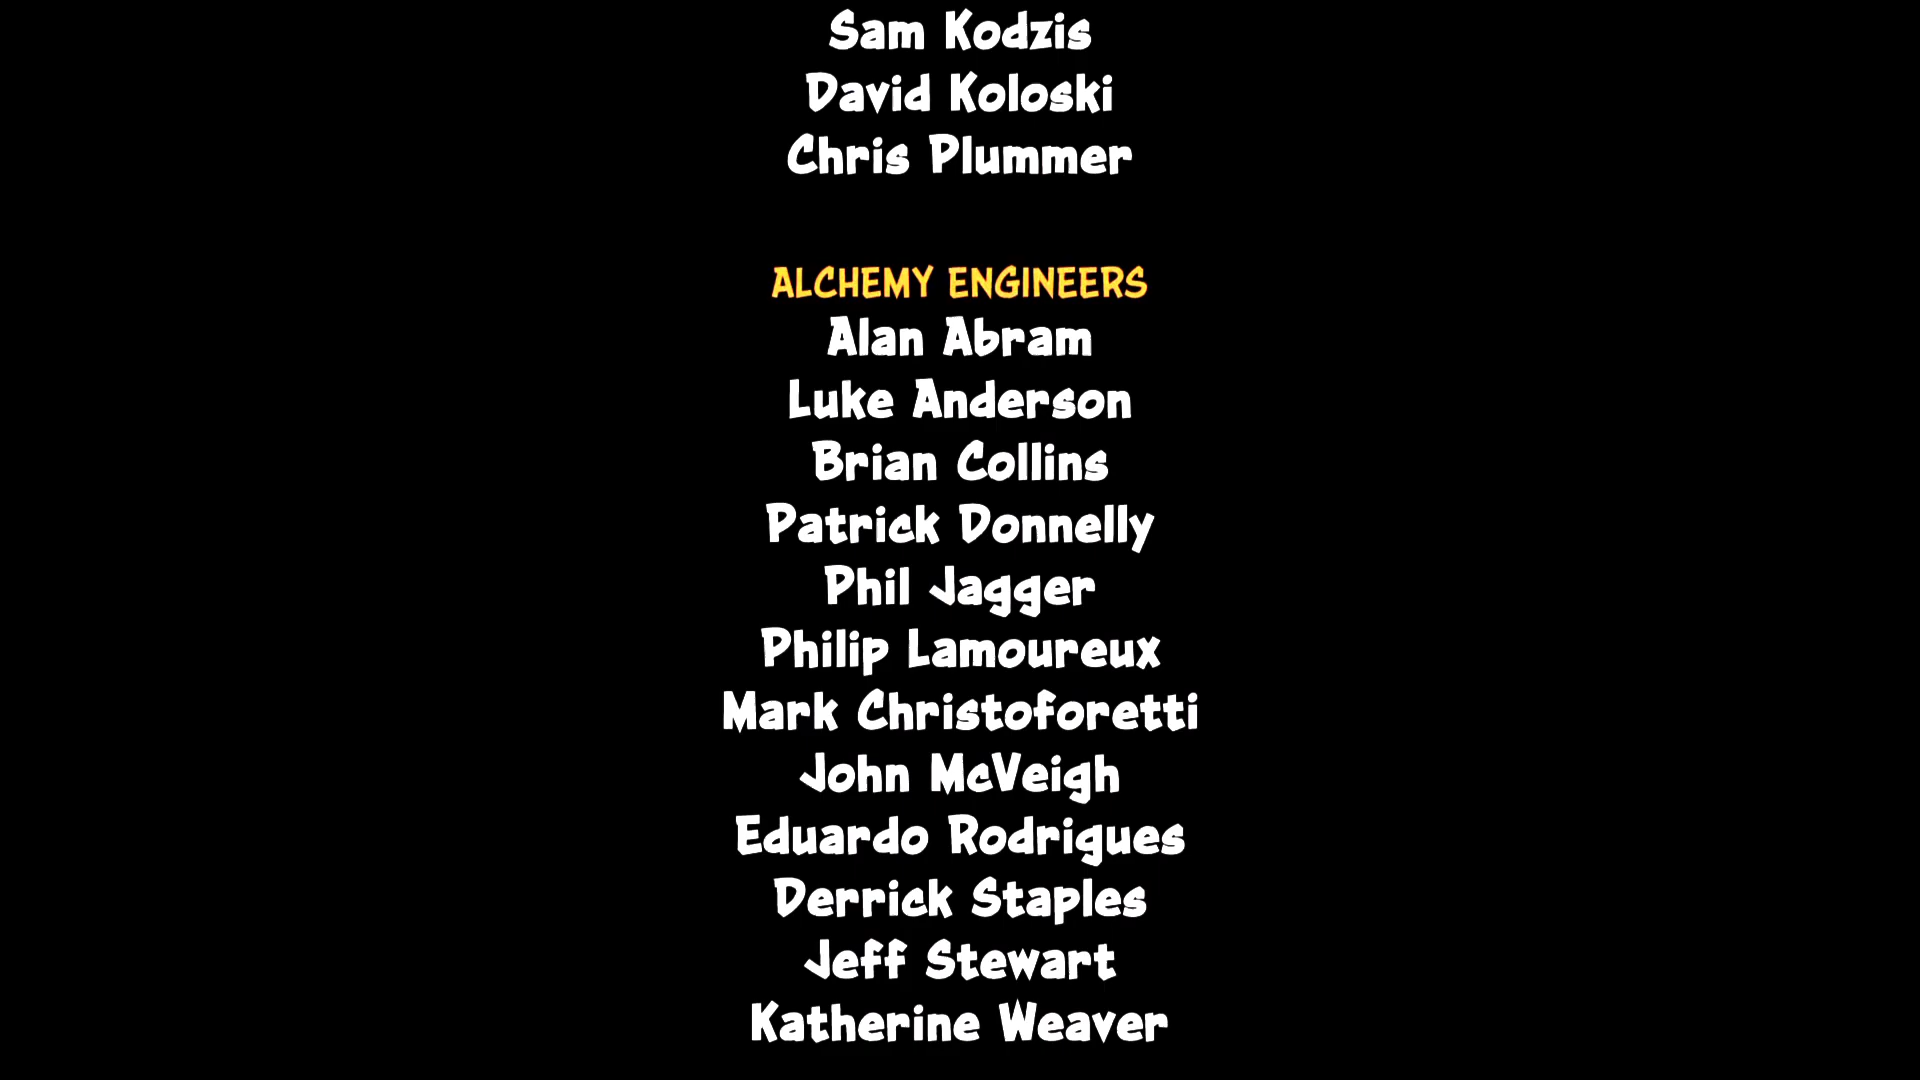 Sam Kodzis
David Koloski
Chris Plummer
ALCHEMY ENGINEERS
Alan Abram
Luke Anderson
Brian Collins
Patrick Donnelly
Phil Jagger
Philip Lamoureux
Mark Christoforetti
John McVeigh
Eduardo Rodrigues
Derrick Staples
Jeff Stewart
Katherine Weaver